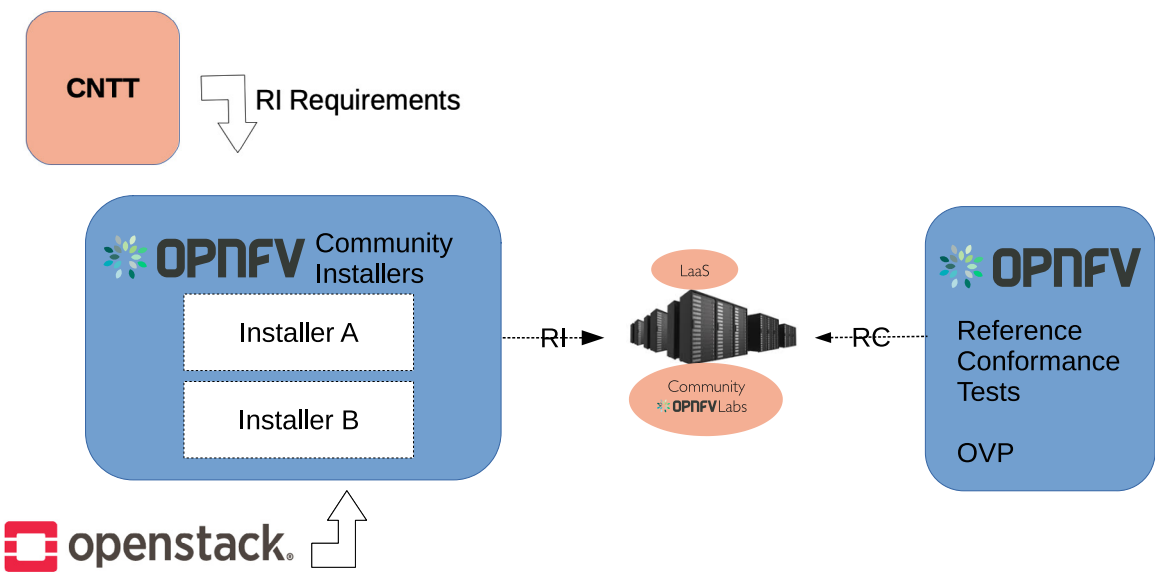 CNTT
RI Requirements
OPNFV
Community
Installers
Installer A
Installer B
openstack.
RI
LaaS
Community
OPNFV Labs
RC
OPNFV
Reference
Conformance
Tests
OVP